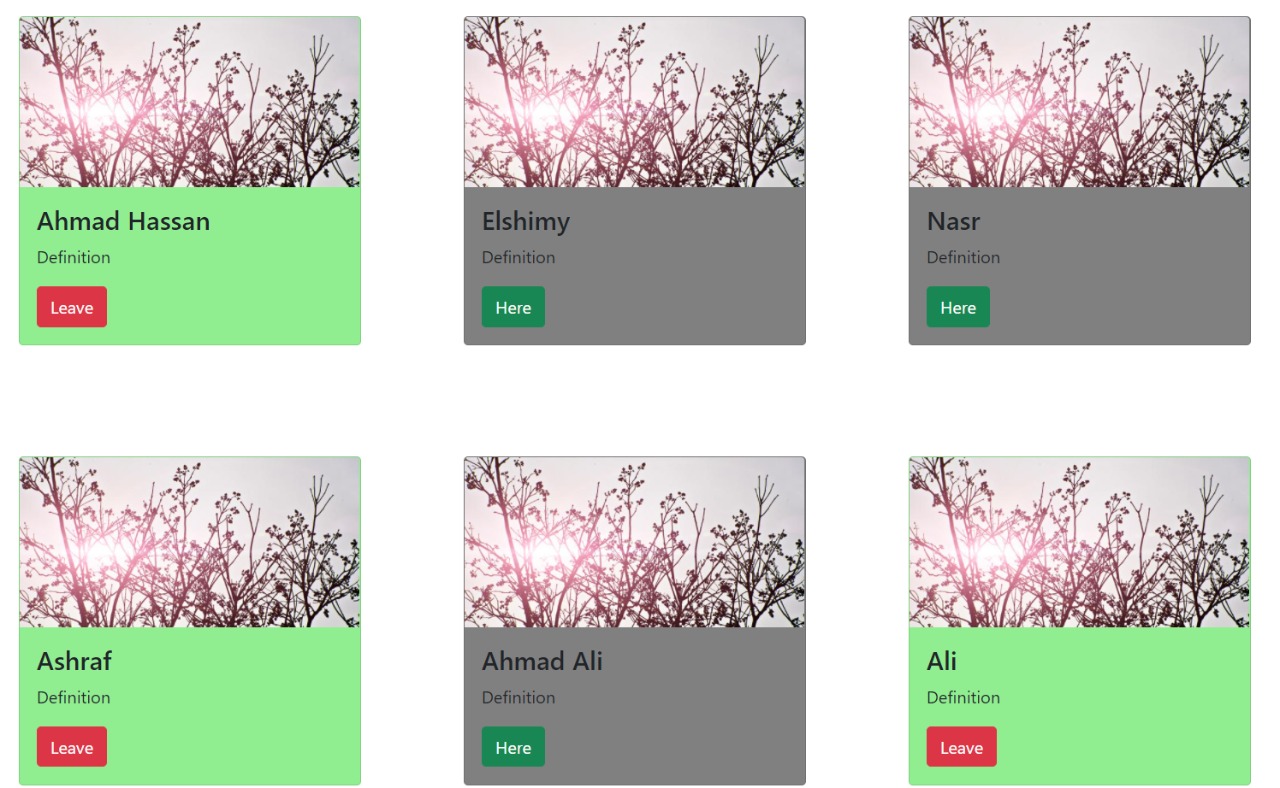 Ahmad Hassan
Definition
Leave
Elshimy
Definition
Here
Nasr
Definition
Here
Ashraf
Definition
Leave
Ahmad Ali
Definition
Here
Ali
Definition
Leave